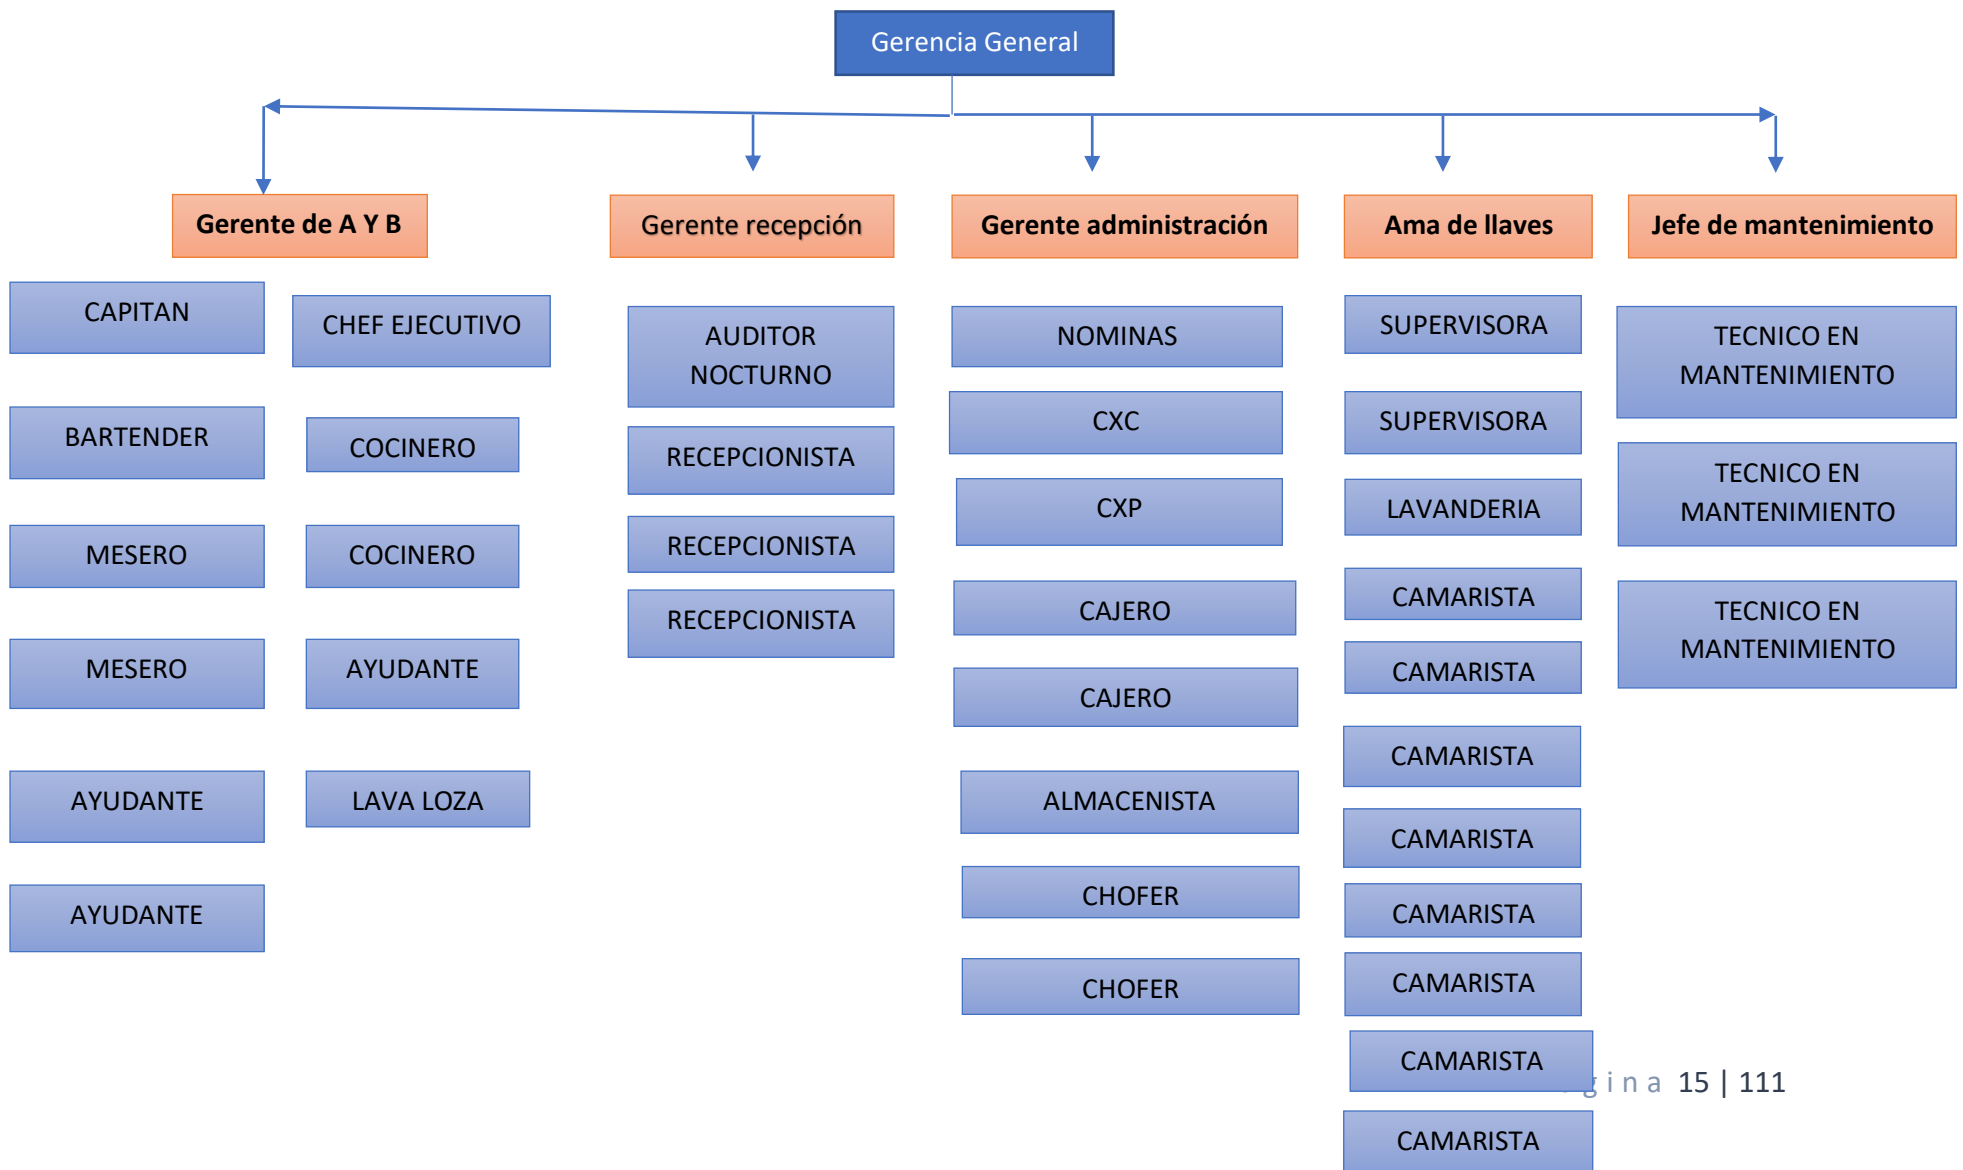 Gerencia General
Gerente de A Y B
Gerente recepción
Gerente administración
Ama de llaves
Jefe de mantenimiento
CAPITAN
BARTENDER
MESERO
MESERO
AYUDANTE
AYUDANTE
CHEF EJECUTIVO
COCINERO
COCINERO
AYUDANTE
LAVA LOZA
AUDITOR
NOCTURNO
RECEPCIONISTA
RECEPCIONISTA
RECEPCIONISTA
NOMINAS
CXC
CXP
CAJERO
CAJERO
ALMACENISTA
CHOFER
CHOFER
SUPERVISORA
SUPERVISORA
LAVANDERIA
CAMARISTA
CAMARISTA
CAMARISTA
CAMARISTA
CAMARISTA
CAMARISTA
CAMARISTA
CAMARISTA
TECNICO EN
MANTENIMIENTO
TECNICO EN
MANTENIMIENTO
TECNICO EN
MANTENIMIENTO
15 | 111